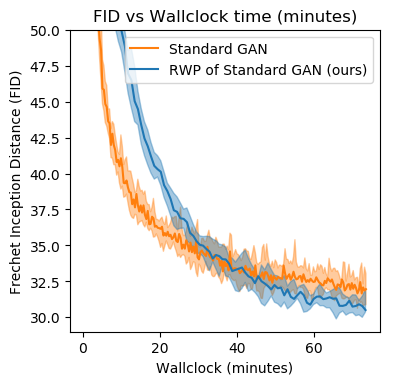 FID vs Wallclock time (minutes)
Standard GAN
RWP of Standard GAN (ours)
Frechet Inception Distance (FID)
50.0
47.5
45.0
42.5
40.0
37.5
35.0
32.5
30.0
0 20 40 60
Wallclock (minutes)